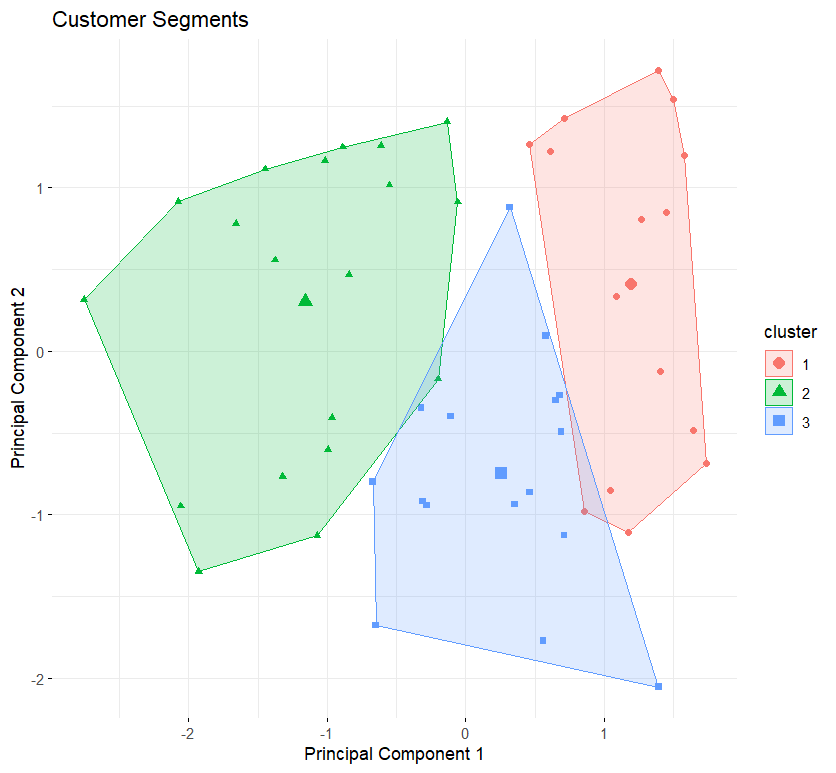 Customer Segments
Principal Component 2
1
0
-1
-2
-2
-1
0
1
Principal Component 1
cluster
1
2
3